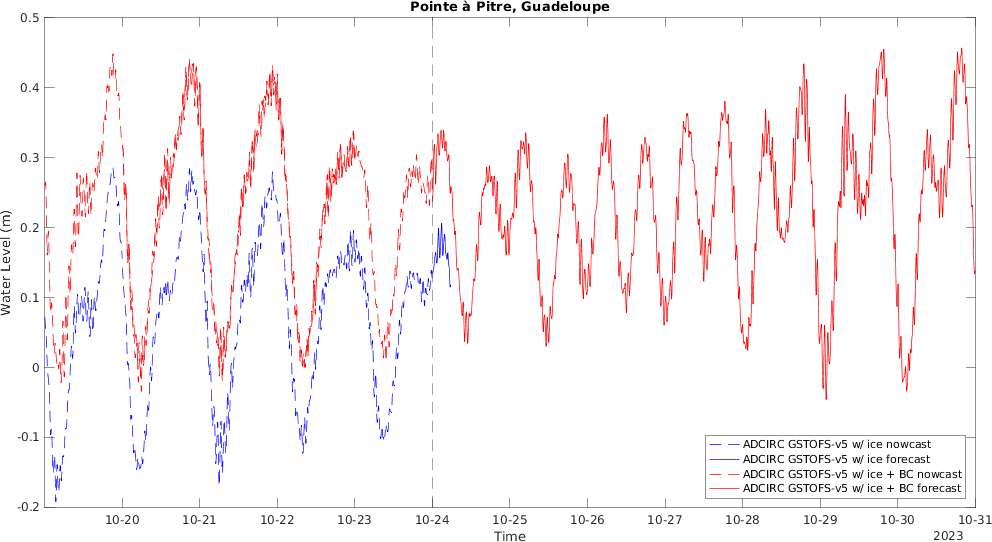 Pointe à Pitre, Guadeloupe
0.5
0.4
0.3
0.2
0.1
0
-0.1
-0.2
Water Level (m)
ADCIRC GSTOFS-v5 w/ ice nowcast
ADCIRC GSTOFS-v5 w/ ice forecast
ADCIRC GSTOFS-v5 w/ ice + BC nowcast
ADCIRC GSTOFS-v5 w/ ice + BC forecast
10-20 10-21 10-22 10-23 10-24 10-25 10-26 10-27 10-28 10-29 10-30 10-31
Time
2023